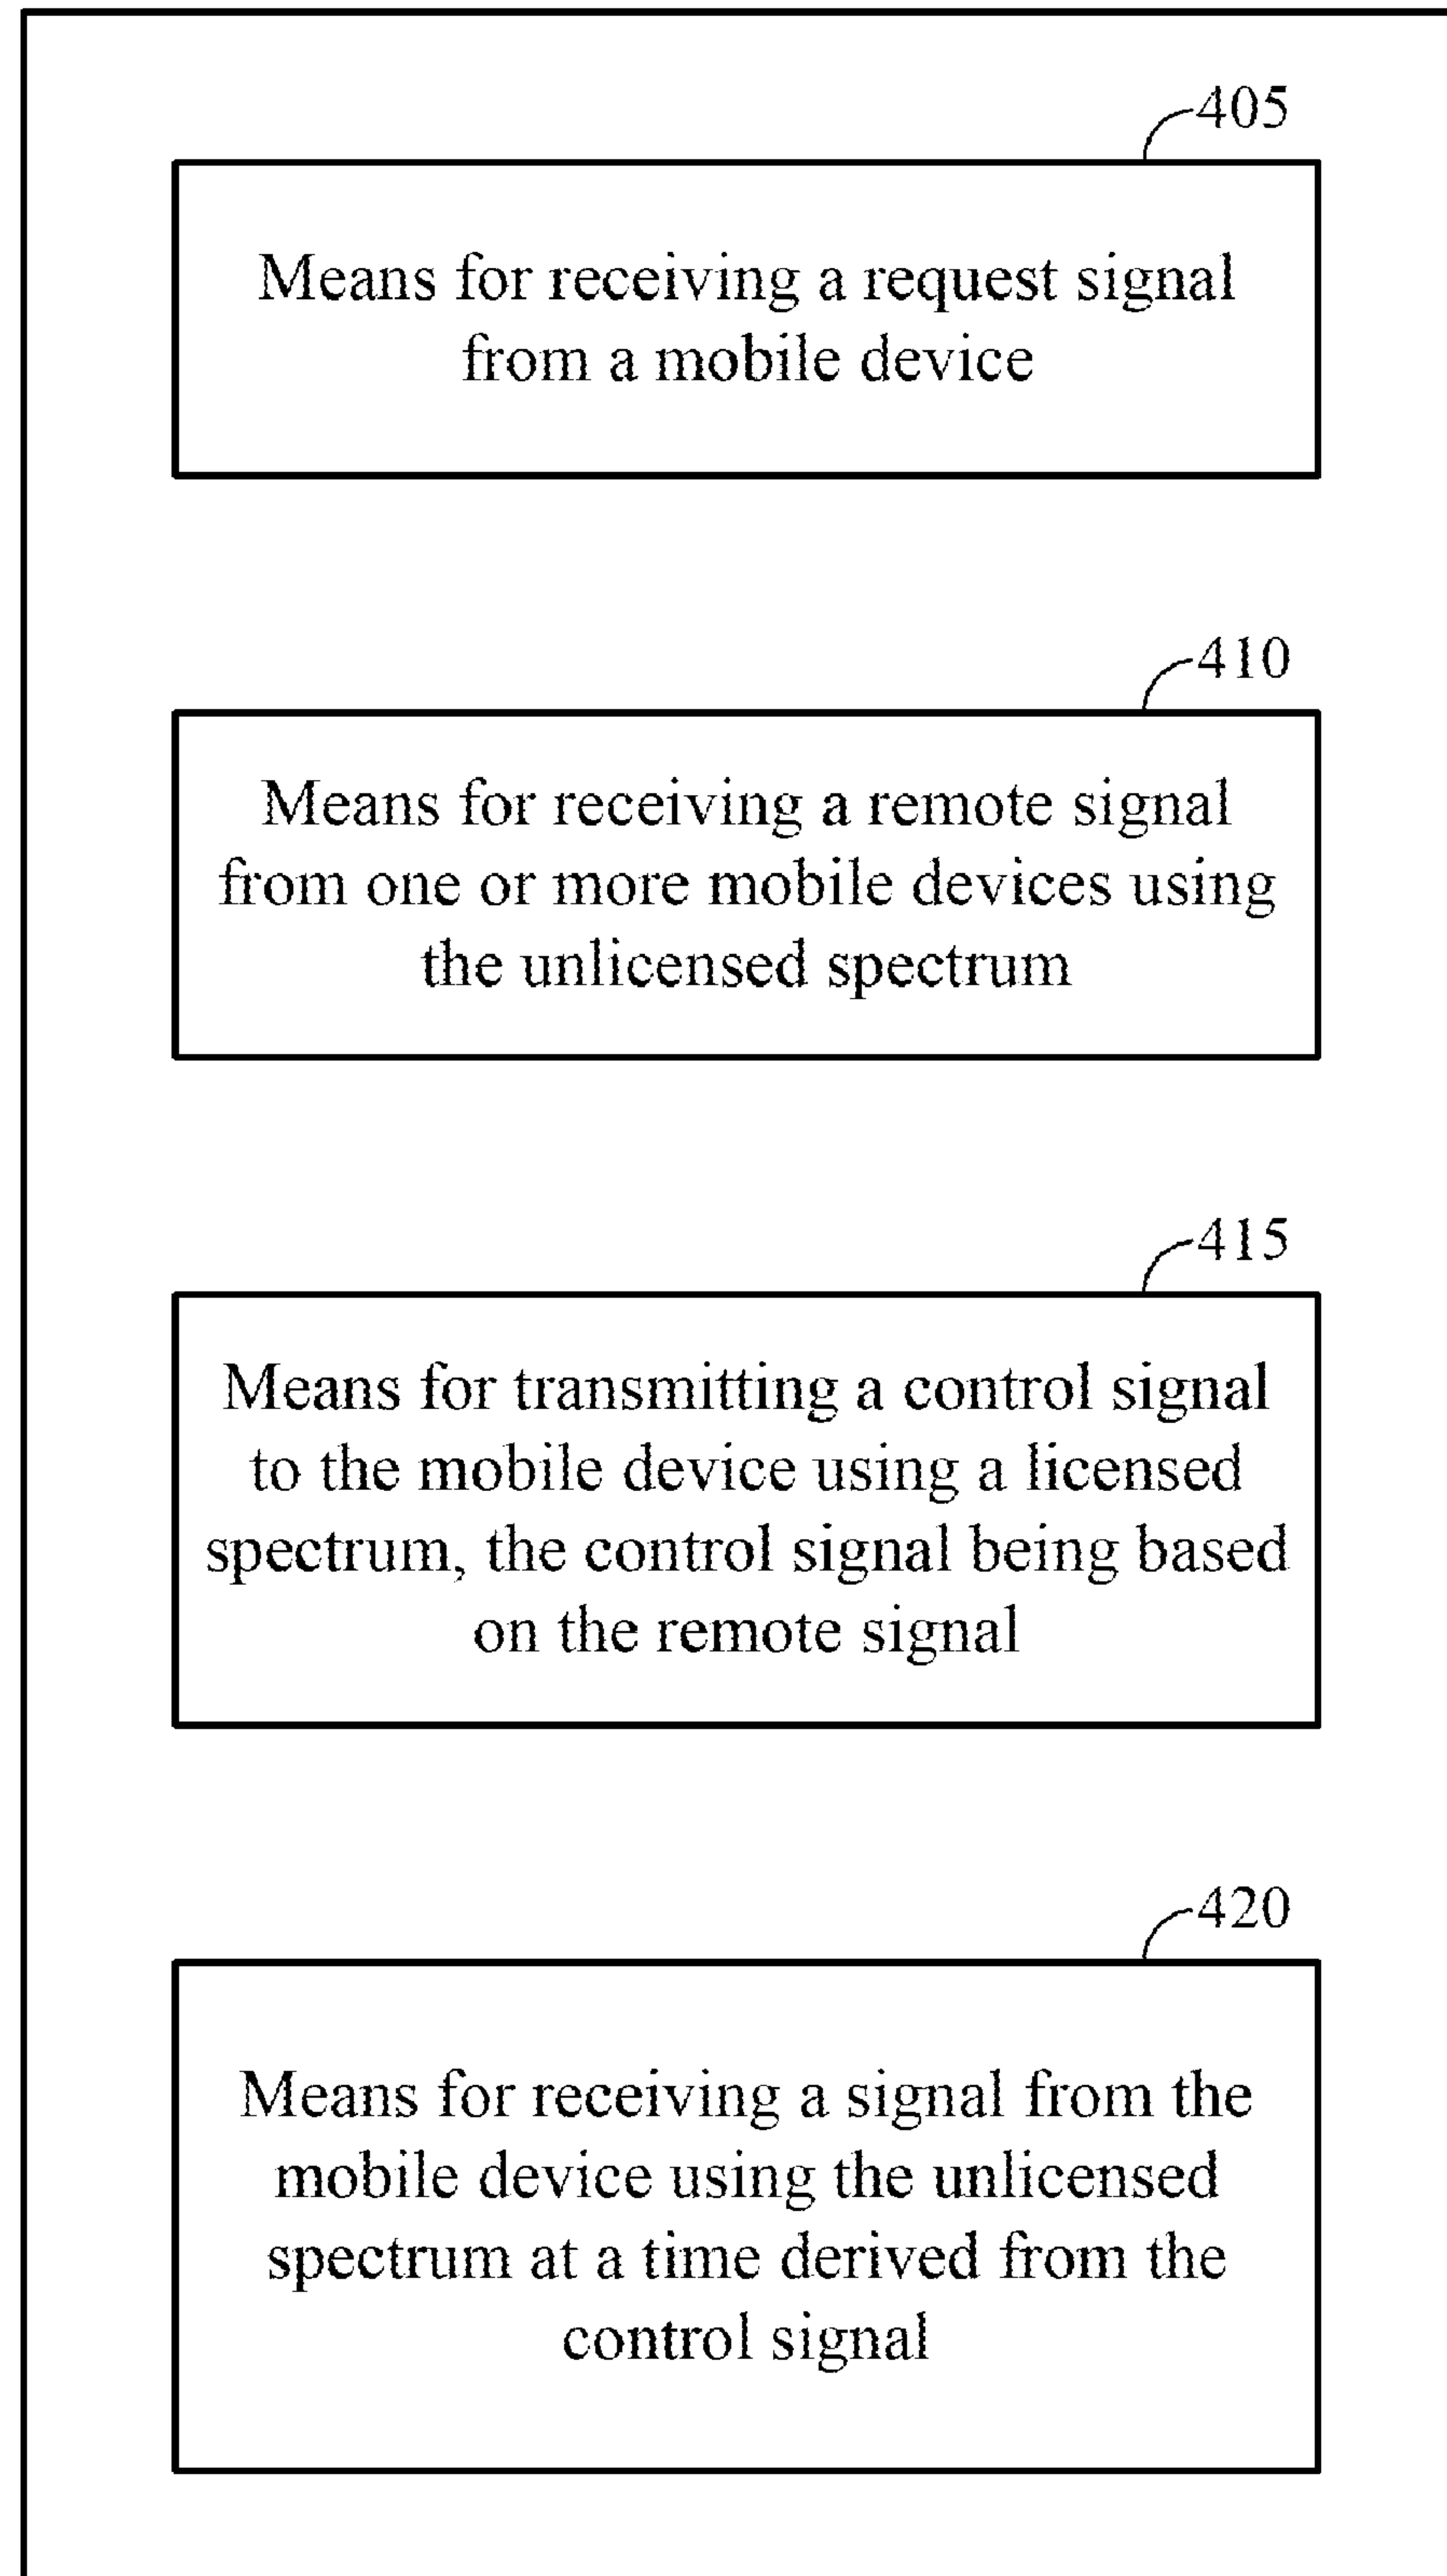 405
Means for receiving a request signal
from a mobile device
410
Means for receiving a remote signal
from one or more mobile devices using
the unlicensed spectrum
415
Means for transmitting a control signal
to the mobile device using a licensed
spectrum, the control signal being based
on the remote signal
420
Means for receiving a signal from the
mobile device using the unlicensed
spectrum at a time derived from the
control signal